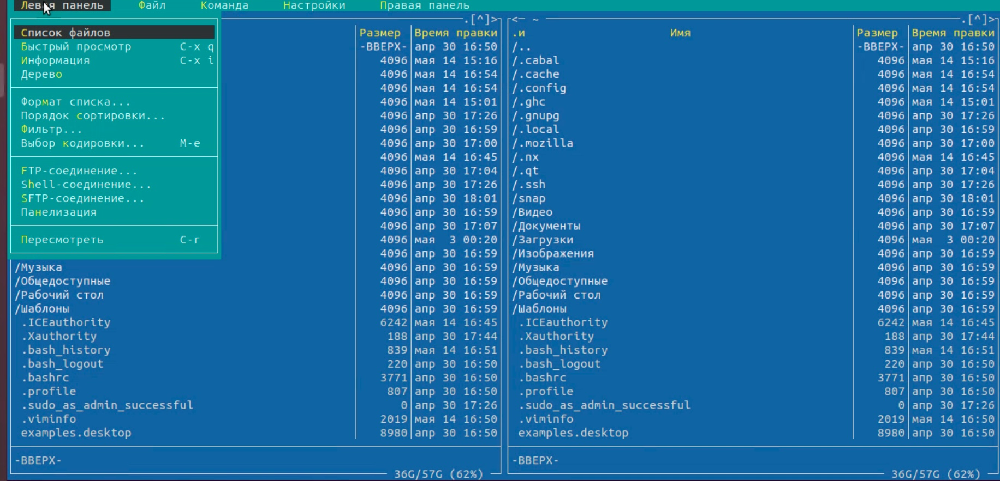 Левая панель Файл Команда Настройки Правая панель
.[^]>
<— ~ .[^]>
Список файлов
Быстрый просмотр C-x q
Информация C-x i
Дерево
Формат списка...
Порядок сортировки...
Фильтр...
Выбор кодировки... M-e
FTP-соединение...
Shell-соединение...
SFTP-соединение...
Панелизация
Пересмотреть C-r
Размер Время правки
-ВВЕРХ- апр 30 16:50
4096 мая 14 15:16
4096 мая 14 16:54
4096 мая 14 16:54
4096 мая 14 15:01
4096 апр 30 17:26
4096 апр 30 16:59
4096 апр 30 17:00
4096 мая 14 16:45
4096 апр 30 17:04
4096 апр 30 17:26
4096 апр 30 18:01
4096 апр 30 16:59
4096 апр 30 17:07
4096 мая 3 00:20
4096 апр 30 16:59
/Музыка 4096 апр 30 16:59
/Общедоступные 4096 апр 30 16:59
/Рабочий стол 4096 апр 30 16:59
/Шаблоны 4096 апр 30 16:59
.ICEauthority 6242 мая 14 16:45
.Xauthority 188 апр 30 17:44
.bash_history 839 мая 14 16:51
.bash_logout 220 апр 30 16:50
.bashrc 3771 апр 30 16:50
.profile 807 апр 30 16:50
.sudo_as_admin_successful 0 апр 30 17:26
.viminfo 2019 мая 14 16:50
examples.desktop 8980 апр 30 16:50
-ВВЕРХ-
36G/57G (62%)
.и Имя Размер Время правки
/.. -ВВЕРХ- апр 30 16:50
/.cabal 4096 мая 14 15:16
/.cache 4096 мая 14 16:54
/.config 4096 мая 14 16:54
/.ghc 4096 мая 14 15:01
/.gnupg 4096 апр 30 17:26
/.local 4096 апр 30 16:59
/.mozilla 4096 апр 30 17:00
/.nx 4096 мая 14 16:45
/.qt 4096 апр 30 17:04
/.ssh 4096 апр 30 17:26
/snap 4096 апр 30 18:01
/Видео 4096 апр 30 16:59
/Документы 4096 апр 30 17:07
/Загрузки 4096 мая 3 00:20
/Изображения 4096 апр 30 16:59
/Музыка 4096 апр 30 16:59
/Общедоступные 4096 апр 30 16:59
/Рабочий стол 4096 апр 30 16:59
/Шаблоны 4096 апр 30 16:59
.ICEauthority 6242 мая 14 16:45
.Xauthority 188 апр 30 17:44
.bash_history 839 мая 14 16:51
.bash_logout 220 апр 30 16:50
.bashrc 3771 апр 30 16:50
.profile 807 апр 30 16:50
.sudo_as_admin_successful 0 апр 30 17:26
.viminfo 2019 мая 14 16:50
examples.desktop 8980 апр 30 16:50
-ВВЕРХ-
36G/57G (62%)